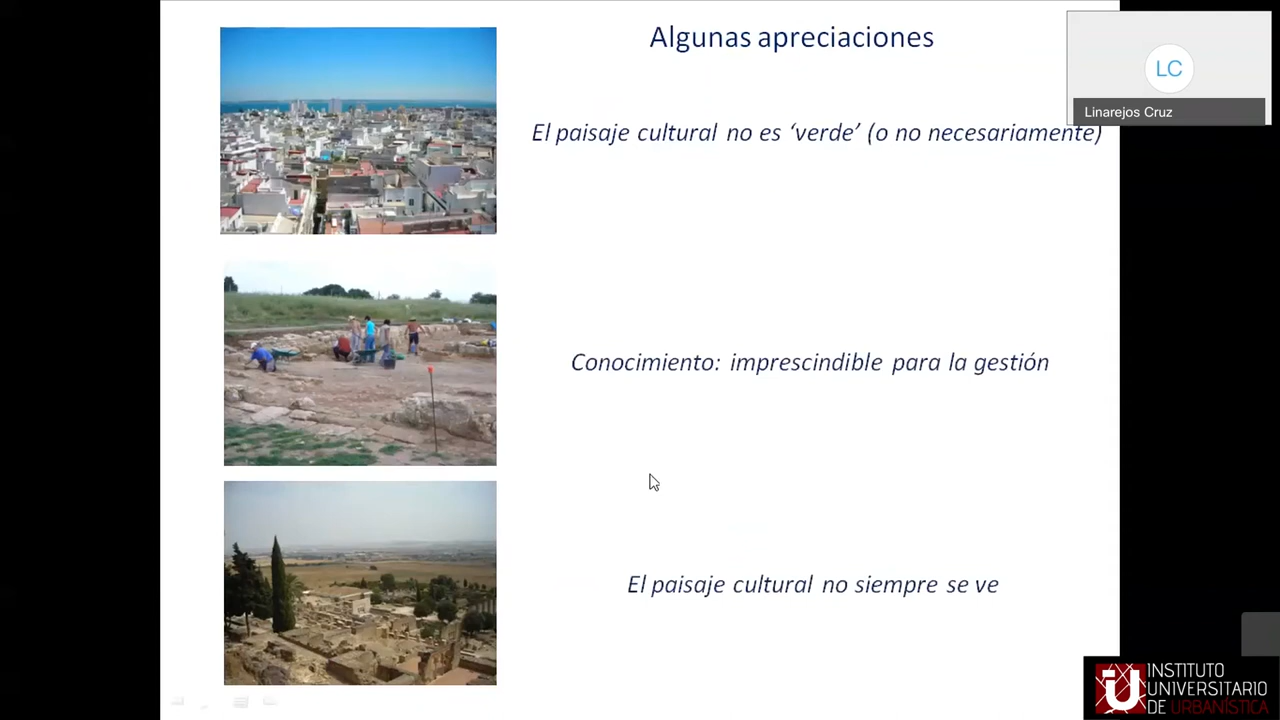 Algunas apreciaciones
LC
Linarejos Cruz
El paisaje cultural no es ‘verde’ (o no necesariamente)
Conocimiento: imprescindible para la gestión
El paisaje cultural no siempre se ve
iU
INSTITUTO
UNIVERSITARIO
DE URBANÍSTICA